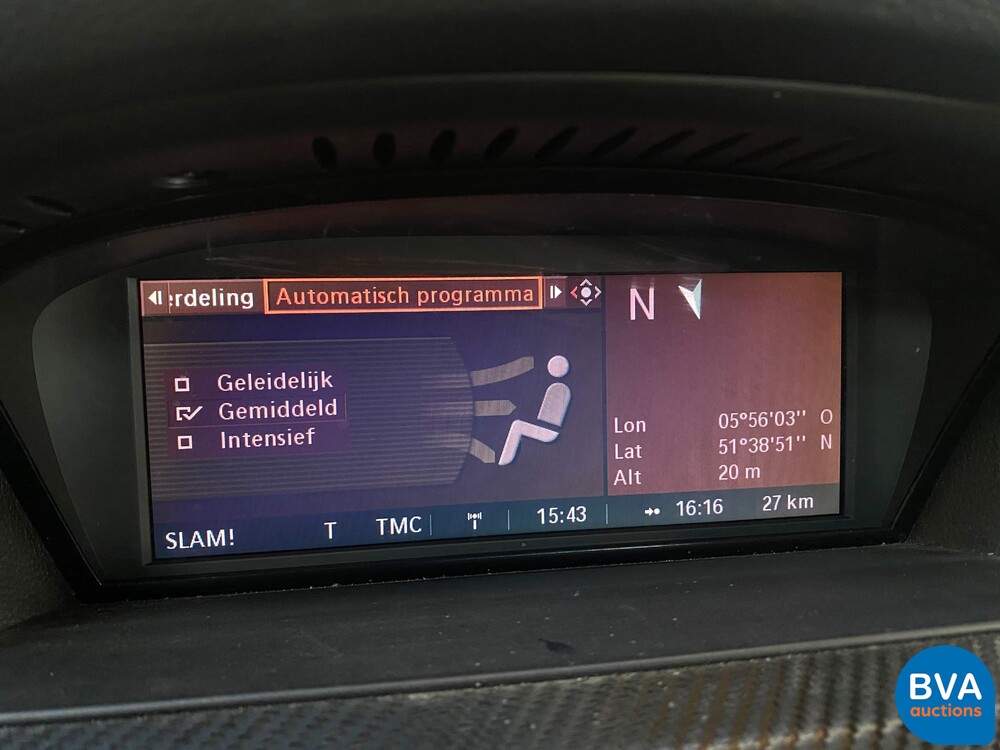 :rdeling Automatisch programma
N
Geleidelijk
Gemiddeld
Intensief
Lon 05°56'03'' O
Lat 51°38'51'' N
Alt 20 m
SLAM! T TMC 15:43 16:16 27 km
BVA
auctions